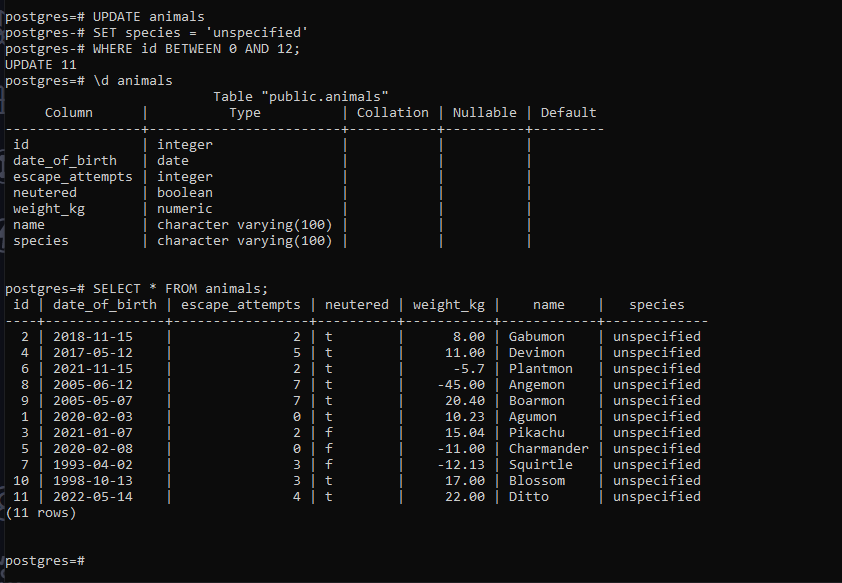 postgres=# UPDATE animals
postgres-# SET species = 'unspecified'
postgres-# WHERE id BETWEEN 0 AND 12;
UPDATE 11
postgres=# \d animals
                          Table "public.animals"
     Column      |          Type          | Collation | Nullable | Default
-----------------+------------------------+-----------+----------+---------
 id              | integer                |           |          |
 date_of_birth   | date                   |           |          |
 escape_attempts | integer                |           |          |
 neutered        | boolean                |           |          |
 weight_kg       | numeric                |           |          |
 name            | character varying(100) |           |          |
 species         | character varying(100) |           |          |
postgres=# SELECT * FROM animals;
 id | date_of_birth | escape_attempts | neutered | weight_kg |    name    |   species
----+---------------+-----------------+----------+-----------+------------+-------------
  2 | 2018-11-15    |               2 | t        |      8.00 | Gabumon    | unspecified
  4 | 2017-05-12    |               5 | t        |     11.00 | Devimon    | unspecified
  6 | 2021-11-15    |               2 | t        |      -5.7 | Plantmon   | unspecified
  8 | 2005-06-12    |               7 | t        |    -45.00 | Angemon    | unspecified
  9 | 2005-05-07    |               7 | t        |     20.40 | Boarmon    | unspecified
  1 | 2020-02-03    |               0 | t        |     10.23 | Agumon     | unspecified
  3 | 2021-01-07    |               2 | f        |     15.04 | Pikachu    | unspecified
  5 | 2020-02-08    |               0 | f        |    -11.00 | Charmander | unspecified
  7 | 1993-04-02    |               3 | f        |    -12.13 | Squirtle   | unspecified
 10 | 1998-10-13    |               3 | t        |     17.00 | Blossom    | unspecified
 11 | 2022-05-14    |               4 | t        |     22.00 | Ditto      | unspecified
(11 rows)
postgres=#